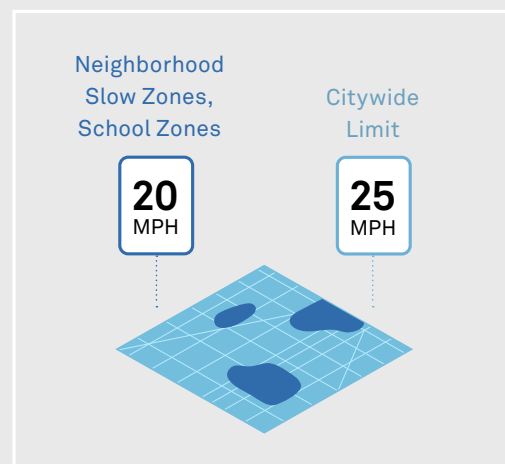 Neighborhood
Slow Zones,
School Zones
20
MPH
Citywide
Limit
25
MPH